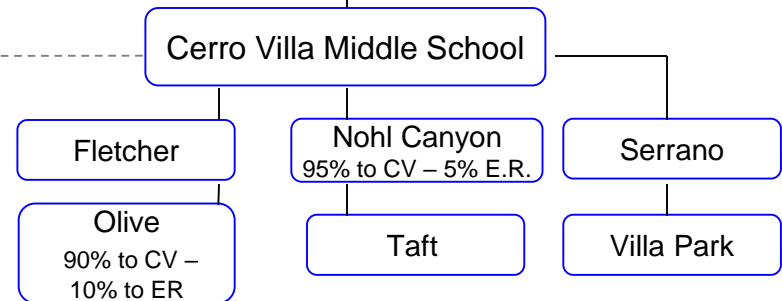 Cerro Villa Middle School
Fletcher
Nohl Canyon
95% to CV – 5% E.R.
Serrano
Olive
90% to CV –
10% to ER
Taft
Villa Park